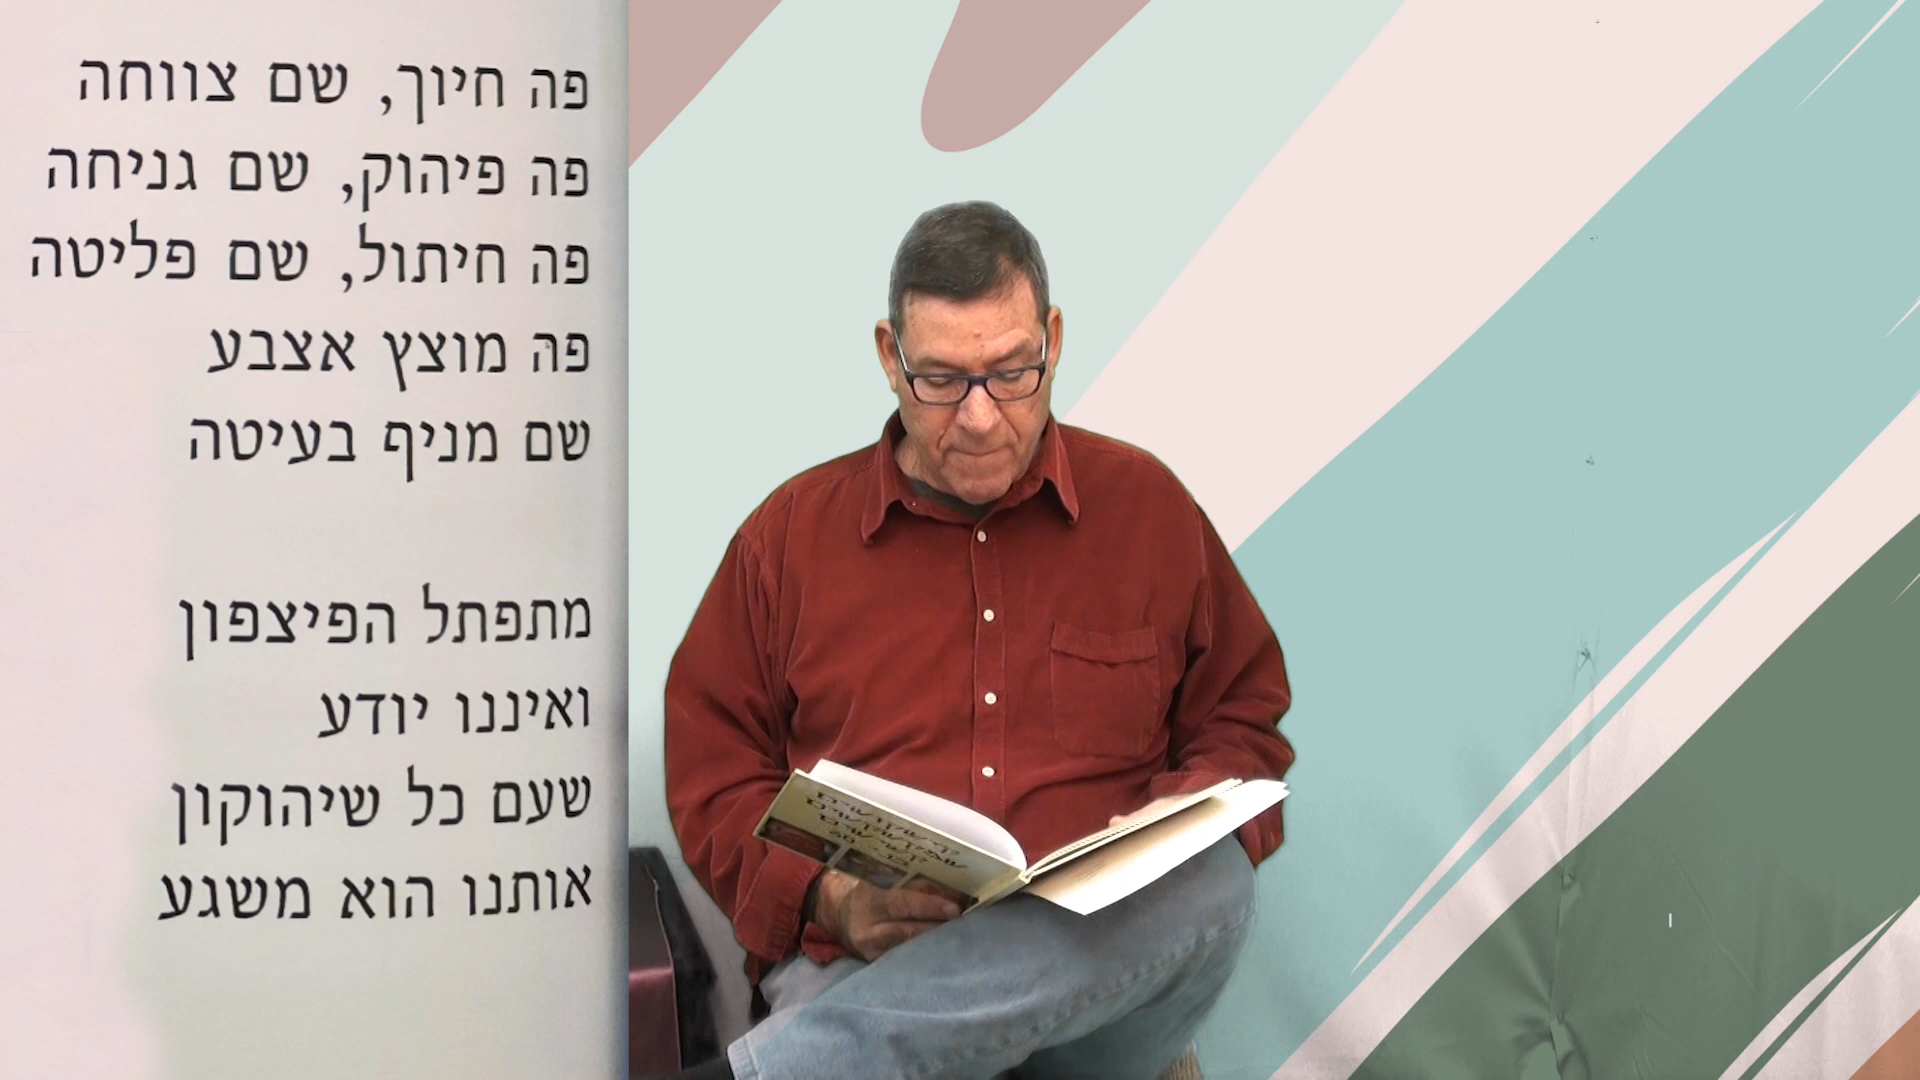 פה חיוך, שם צווחה
פה פיהוק, שם גניחה
פה חיתול, שם פליטה
פה מוצץ אצבע
שם מניף בעיטה
מתפתל הפיצפון
ואיננו יודע
שעם כל שיהוקון
אותנו הוא משגע